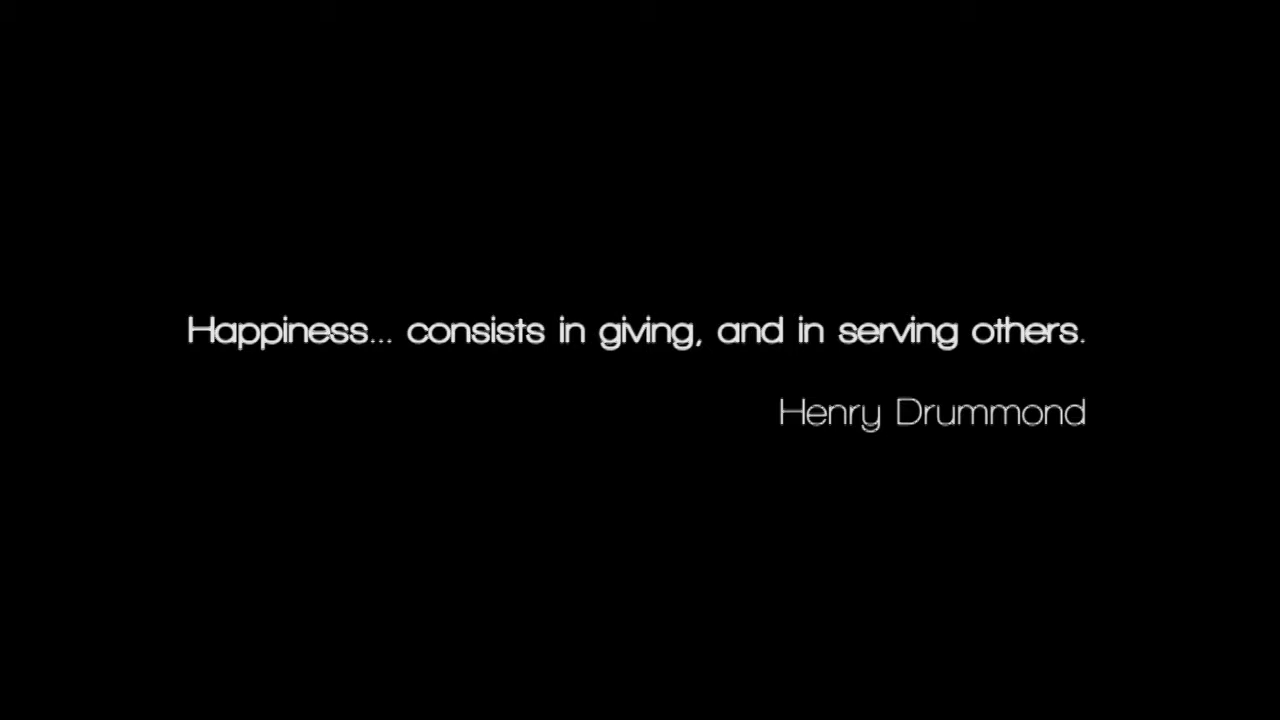 Happiness... consists in giving, and in serving others.
Henry Drummond